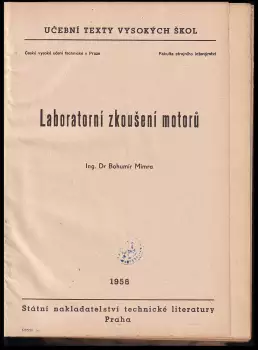 UČEBNÍ TEXTY VYSOKÝCH ŠKOL
České vysoké učení technické v Praze
Fakulta strojního inženýrství
Laboratorní zkoušení motorů
Ing. Dr Bohumír Mimra
1956
Státní nakladatelství technické literatury
Praha